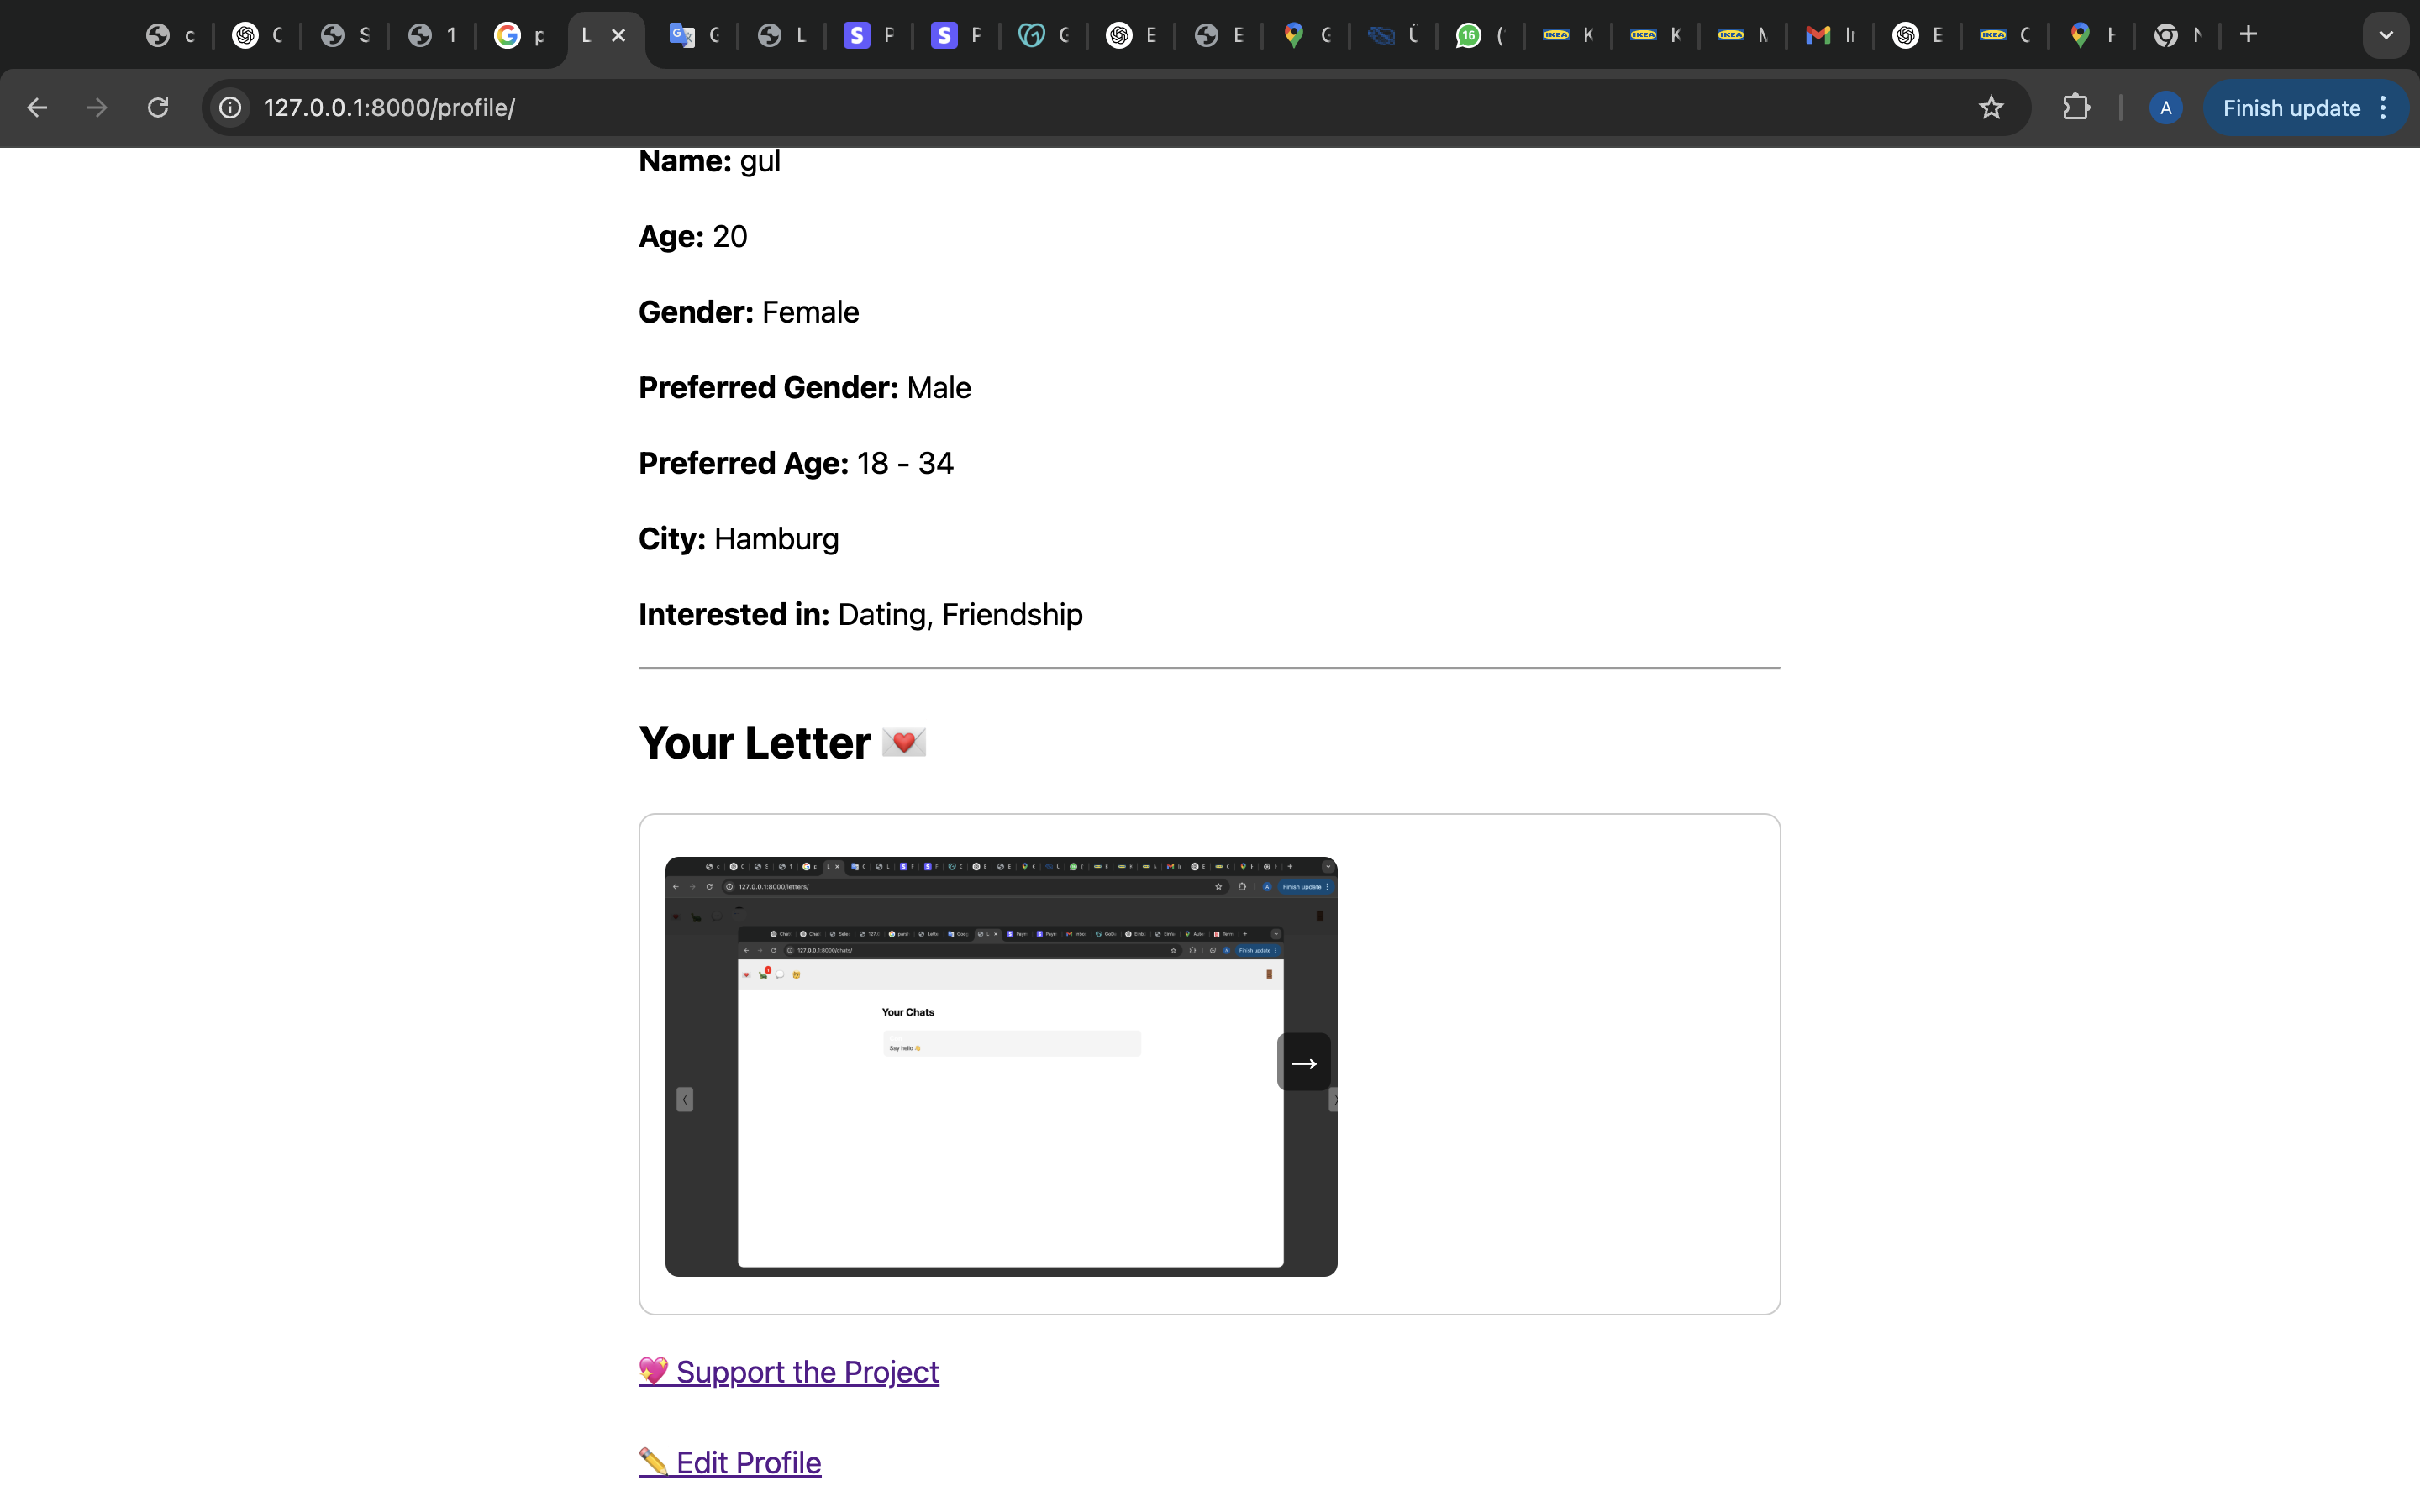 c C S 1 p L G L P P G E E G Ü 16 ( K K M Ir E C H N
127.0.0.1:8000/profile/ A Finish update
Name: gul
Age: 20
Gender: Female
Preferred Gender: Male
Preferred Age: 18 - 34
City: Hamburg
Interested in: Dating, Friendship
Your Letter
127.0.0.1:8000/letters/ Finish update
127.0.0.1:8000/chats/ Finish update
Your Chats
Say hello
→
Support the Project
Edit Profile